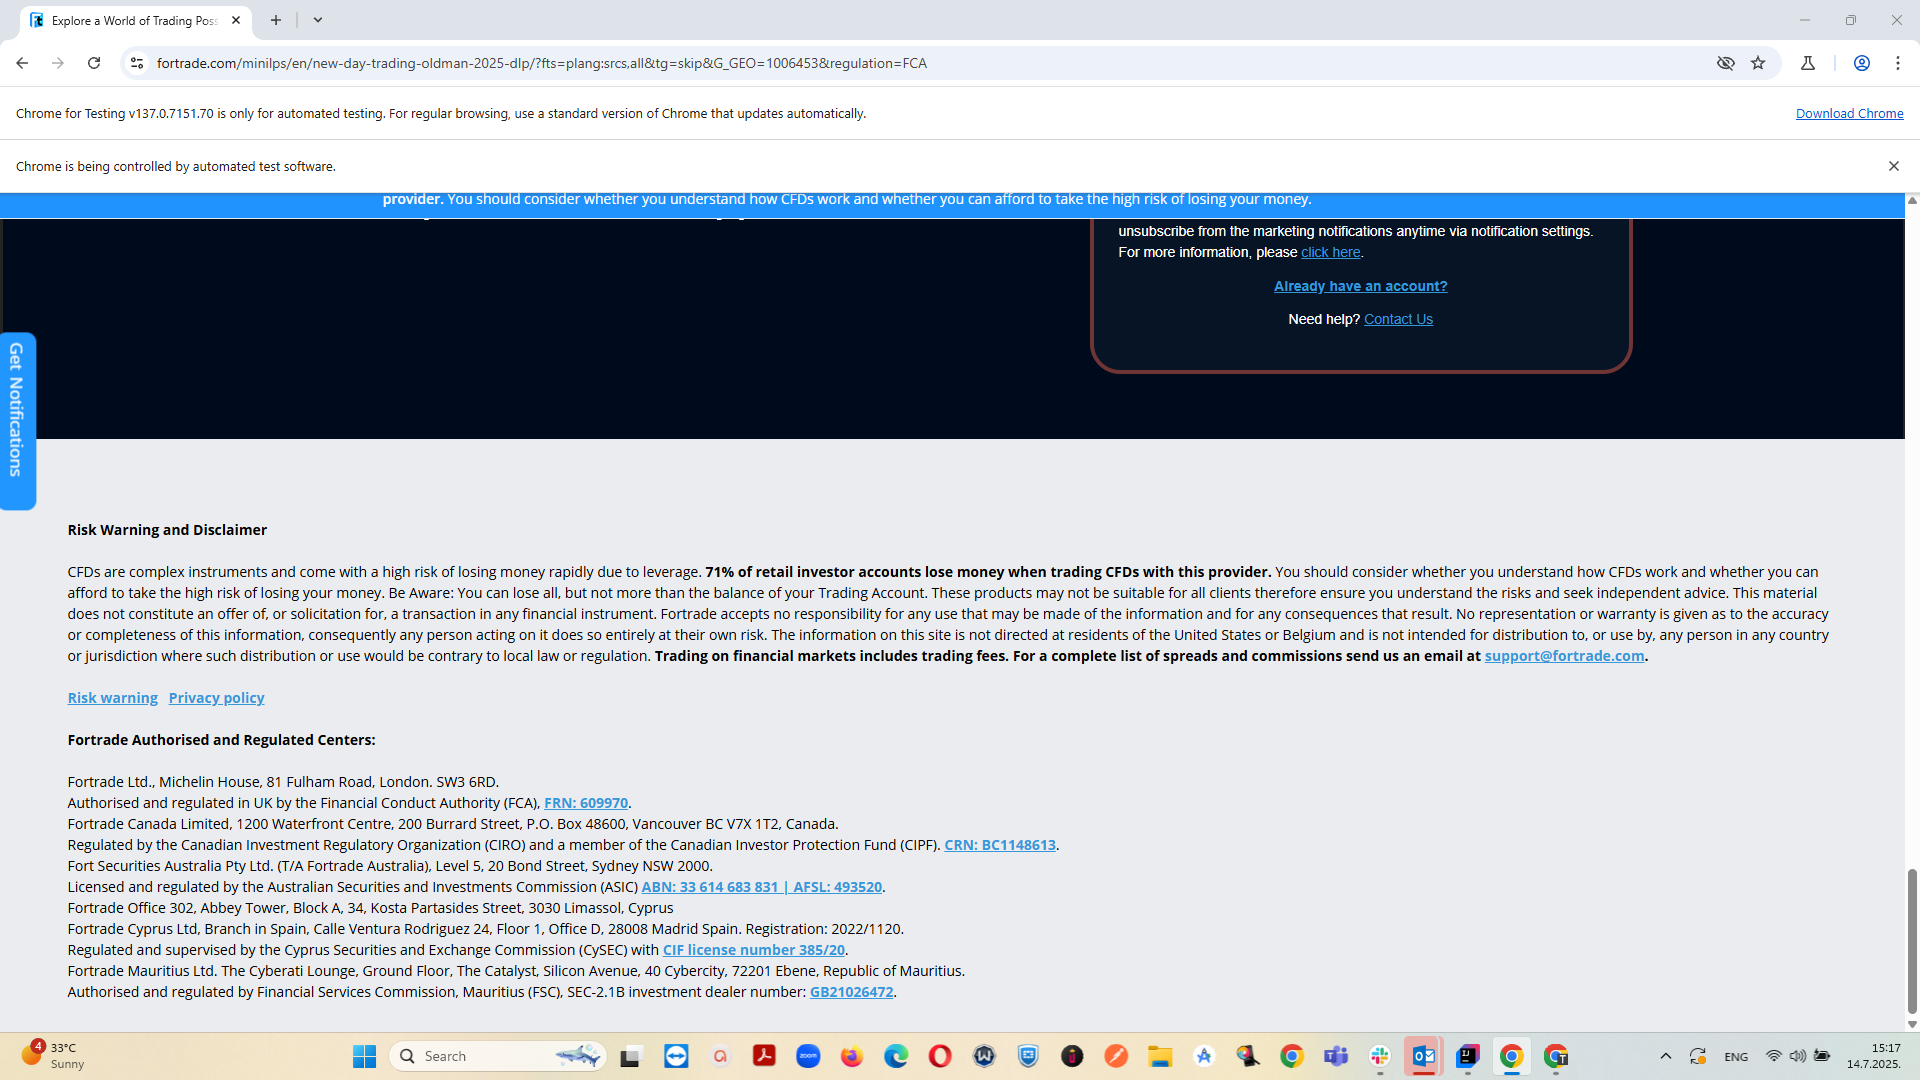 Explore a World of Trading Poss
fortrade.com/minilps/en/new-day-trading-oldman-2025-dlp/?fts=plang:srcs,all&tg=skip&G_GEO=1006453&regulation=FCA
Chrome for Testing v137.0.7151.70 is only for automated testing. For regular browsing, use a standard version of Chrome that updates automatically.
Download Chrome
Chrome is being controlled by automated test software.
provider. You should consider whether you understand how CFDs work and whether you can afford to take the high risk of losing your money.
unsubscribe from the marketing notifications anytime via notification settings.
For more information, please click here.
Already have an account?
Need help? Contact Us
Get Notifications
Risk Warning and Disclaimer
CFDs are complex instruments and come with a high risk of losing money rapidly due to leverage. 71% of retail investor accounts lose money when trading CFDs with this provider. You should consider whether you understand how CFDs work and whether you can
afford to take the high risk of losing your money. Be Aware: You can lose all, but not more than the balance of your Trading Account. These products may not be suitable for all clients therefore ensure you understand the risks and seek independent advice. This material
does not constitute an offer of, or solicitation for, a transaction in any financial instrument. Fortrade accepts no responsibility for any use that may be made of the information and for any consequences that result. No representation or warranty is given as to the accuracy
or completeness of this information, consequently any person acting on it does so entirely at their own risk. The information on this site is not directed at residents of the United States or Belgium and is not intended for distribution to, or use by, any person in any country
or jurisdiction where such distribution or use would be contrary to local law or regulation. Trading on financial markets includes trading fees. For a complete list of spreads and commissions send us an email at support@fortrade.com.
Risk warning Privacy policy
Fortrade Authorised and Regulated Centers:
Fortrade Ltd., Michelin House, 81 Fulham Road, London. SW3 6RD.
Authorised and regulated in UK by the Financial Conduct Authority (FCA), FRN: 609970.
Fortrade Canada Limited, 1200 Waterfront Centre, 200 Burrard Street, P.O. Box 48600, Vancouver BC V7X 1T2, Canada.
Regulated by the Canadian Investment Regulatory Organization (CIRO) and a member of the Canadian Investor Protection Fund (CIPF). CRN: BC1148613.
Fort Securities Australia Pty Ltd. (T/A Fortrade Australia), Level 5, 20 Bond Street, Sydney NSW 2000.
Licensed and regulated by the Australian Securities and Investments Commission (ASIC) ABN: 33 614 683 831 | AFSL: 493520.
Fortrade Office 302, Abbey Tower, Block A, 34, Kosta Partasides Street, 3030 Limassol, Cyprus
Fortrade Cyprus Ltd, Branch in Spain, Calle Ventura Rodriguez 24, Floor 1, Office D, 28008 Madrid Spain. Registration: 2022/1120.
Regulated and supervised by the Cyprus Securities and Exchange Commission (CySEC) with CIF license number 385/20.
Fortrade Mauritius Ltd. The Cyberati Lounge, Ground Floor, The Catalyst, Silicon Avenue, 40 Cybercity, 72201 Ebene, Republic of Mauritius.
Authorised and regulated by Financial Services Commission, Mauritius (FSC), SEC-2.1B investment dealer number: GB21026472.
4
33°C
Sunny
Search
zoom
ENG
15:17
14.7.2025.